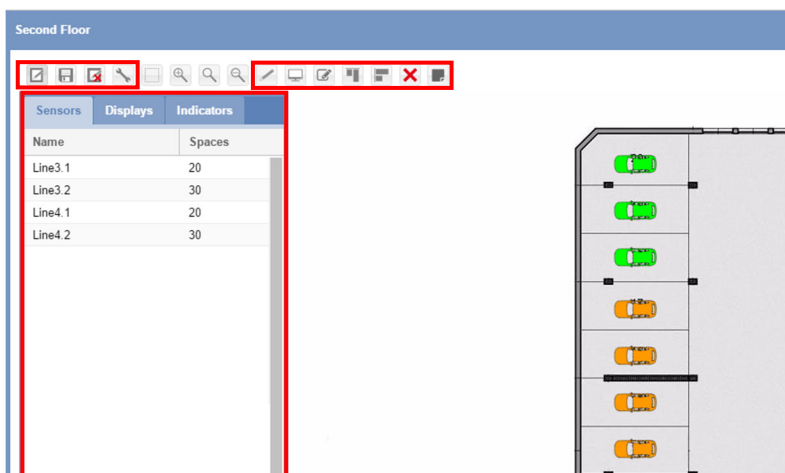 Second Floor
Sensors Displays Indicators
Name Spaces
Line3.1 20
Line3.2 30
Line4.1 20
Line4.2 30